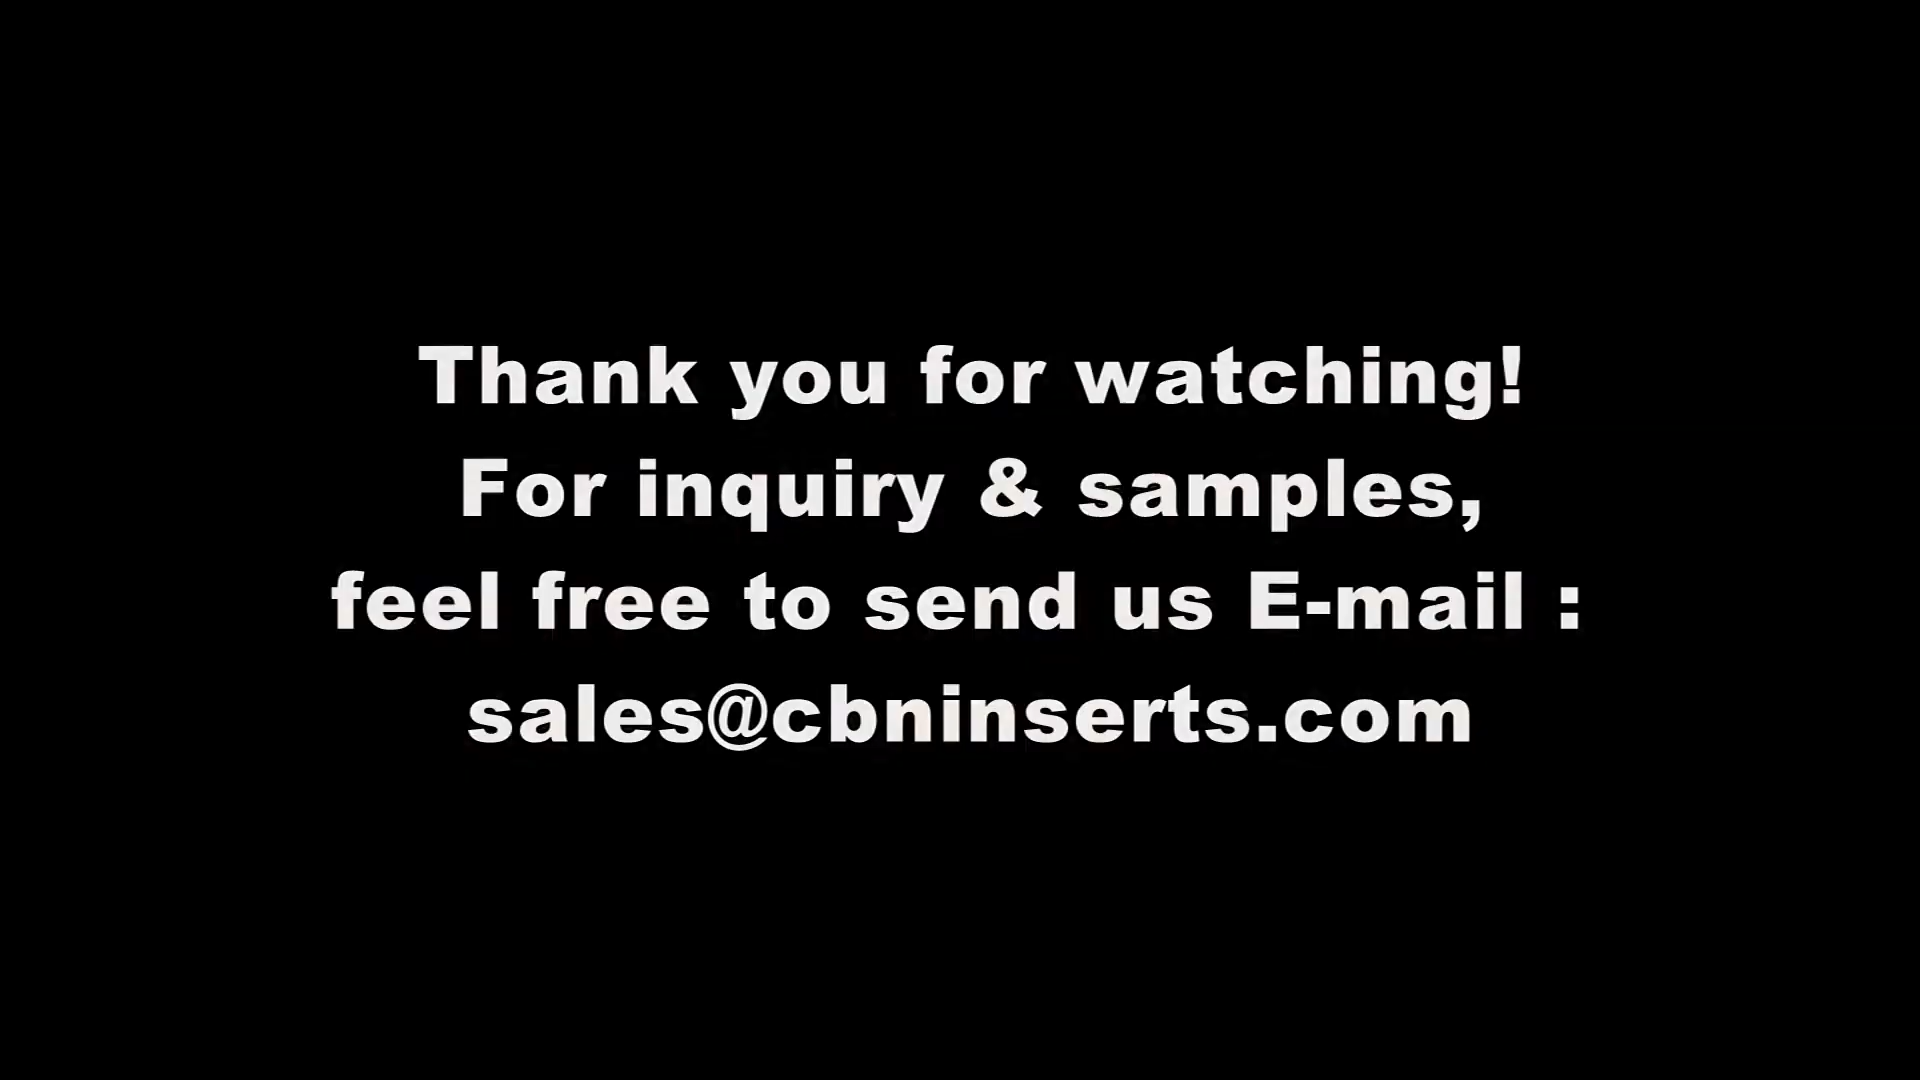 Thank you for watching!
For inquiry & samples,
feel free to send us E-mail :
sales@cbninserts.com